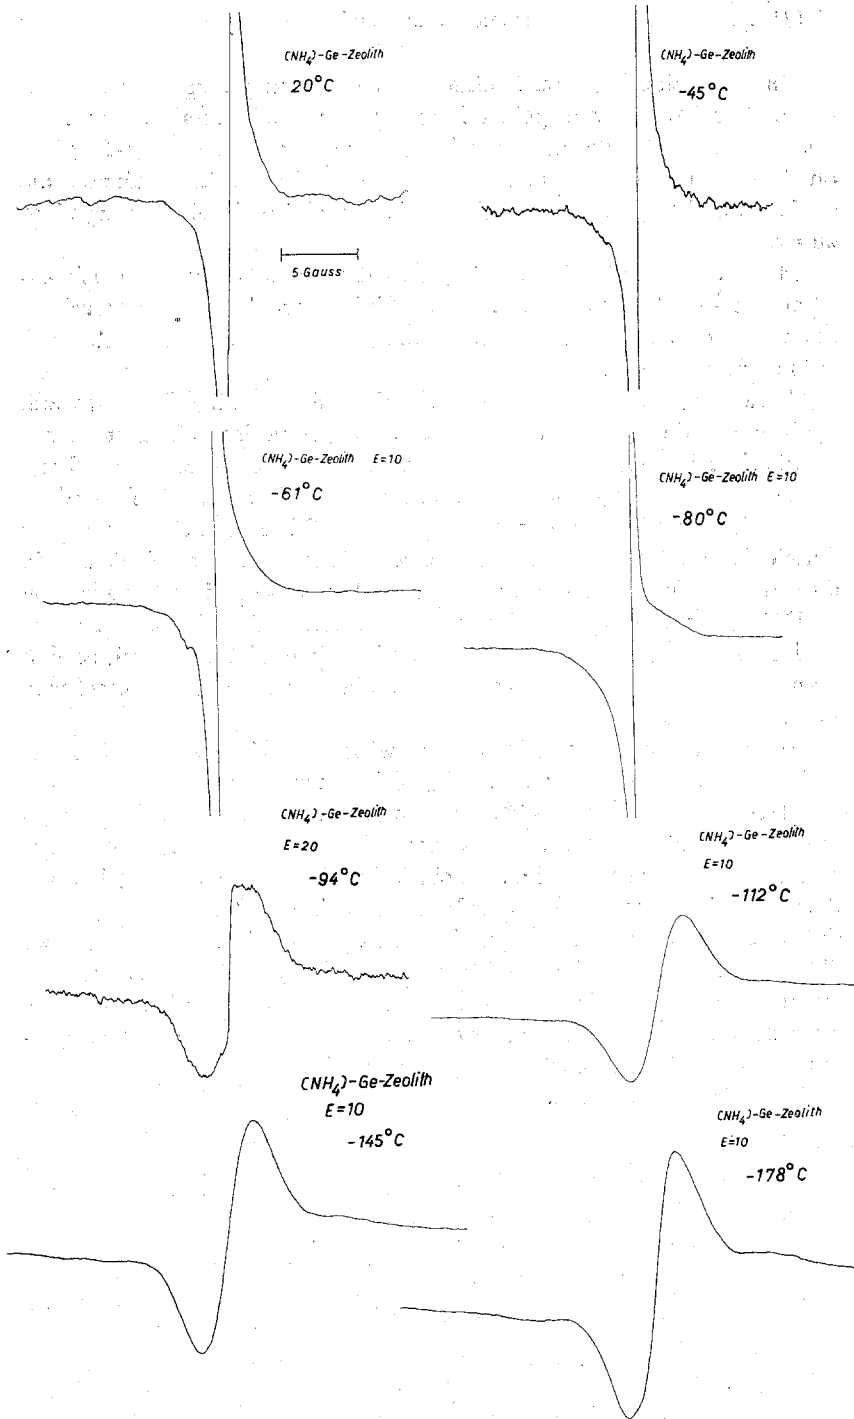 (NH₄)-Ge-Zeolith
20°C
(NH₄)-Ge-Zeolith
-45°C
5 Gauss
(NH₄)-Ge-Zeolith E=10
-61°C
(NH₄)-Ge-Zeolith E=10
-80°C
(NH₄)-Ge-Zeolith
E=20
-94°C
(NH₄)-Ge-Zeolith
E=10
-112°C
(NH₄)-Ge-Zeolith
E=10
-145°C
(NH₄)-Ge-Zeolith
E=10
-178°C